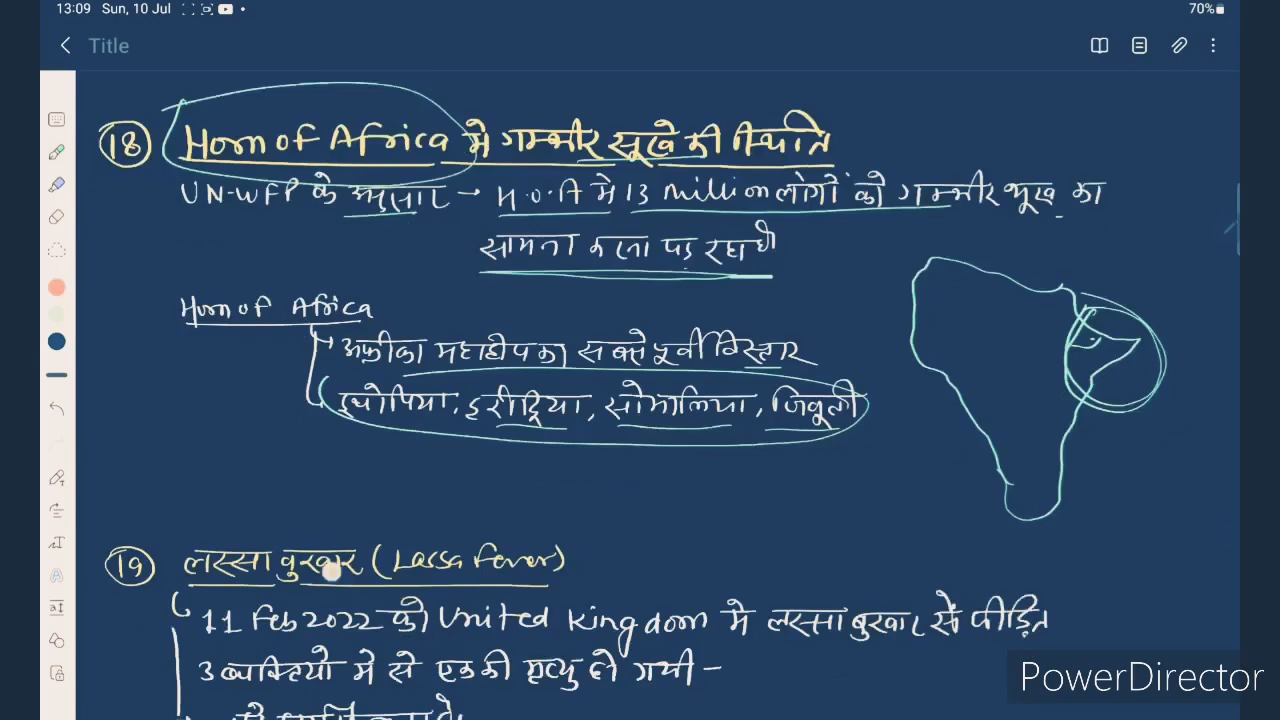 13:09 Sun, 10 Jul 70%
Title
(18) Horn of Africa मे गम्भीर सूखे की स्थिति
UN-WFP के अनुसार → H.O.A मे 13 million लोगों को गम्भीर भूख का
सामना करना पड़ रहा है
Horn of Africa
→ अफ्रीका महाद्वीप का सबसे पूर्वी विस्तार
इथोपिया, इरीट्रिया, सोमालिया, जिबूती
(19) लस्सा बुखार (Lassa Fever)
11 Feb 2022 को United Kingdom मे लस्सा बुखार से पीड़ित
3 व्यक्तियो मे से एक की मृत्यु हो गयी -
PowerDirector